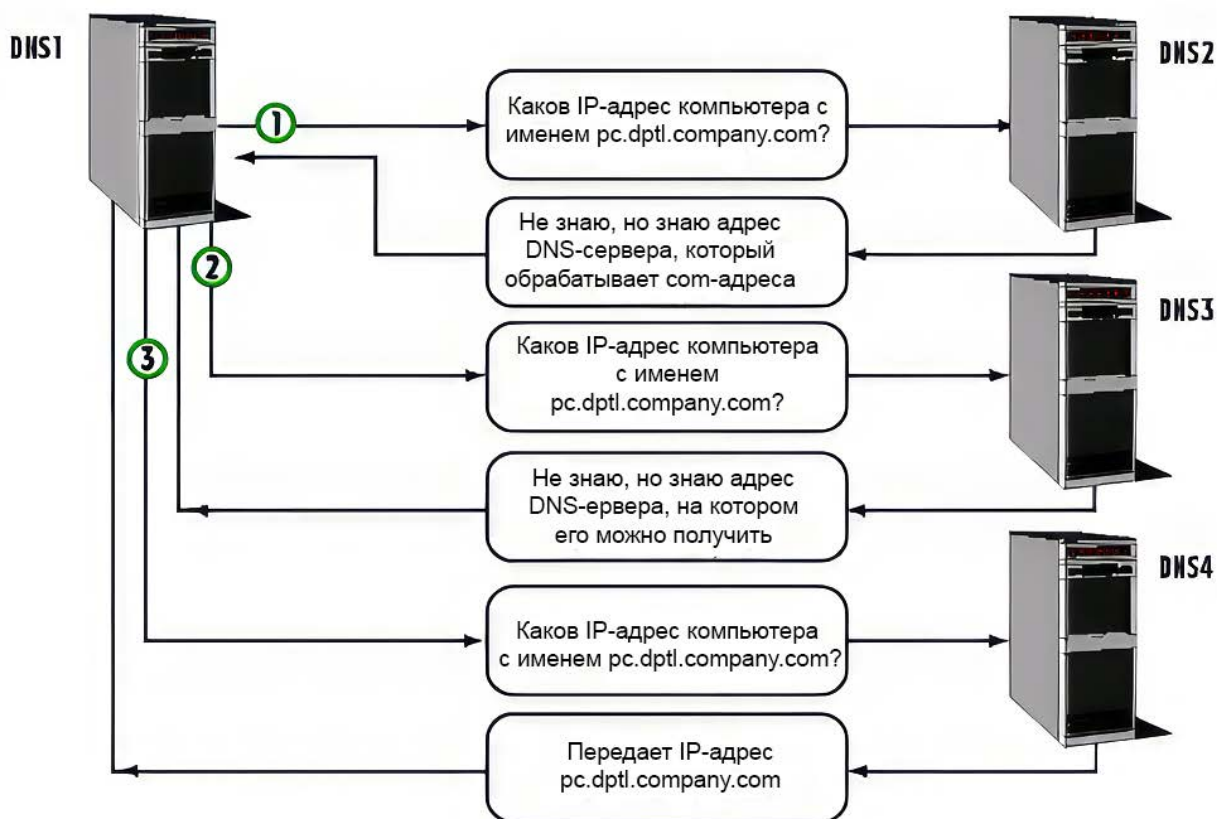 DNS1
DNS2
1
Каков IP-адрес компьютера с
именем pc.dptl.company.com?
Не знаю, но знаю адрес
DNS-сервера, который
обрабатывает com-адреса
2
DNS3
Каков IP-адрес компьютера
с именем
pc.dptl.company.com?
3
Не знаю, но знаю адрес
DNS-ервера, на котором
его можно получить
DNS4
Каков IP-адрес компьютера
с именем pc.dptl.company.com?
Передает IP-адрес
pc.dptl.company.com